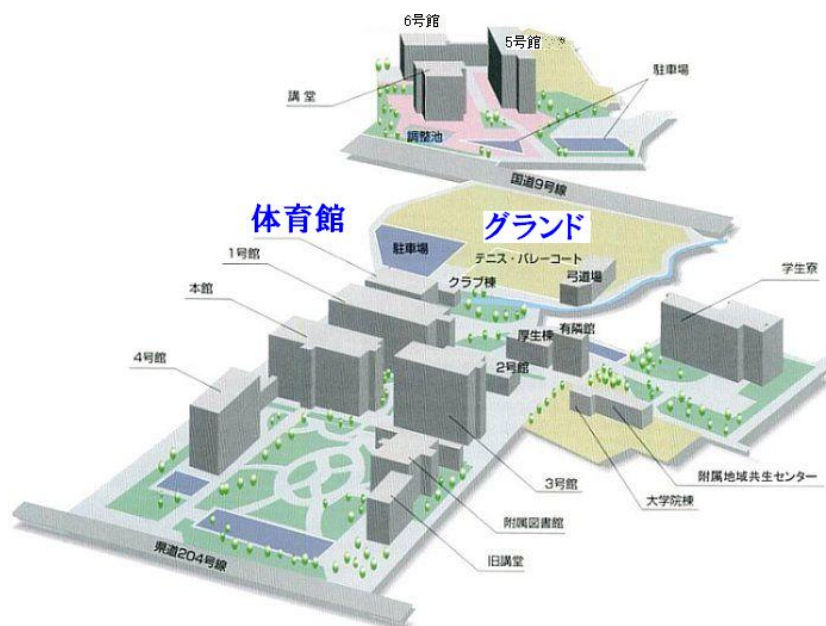 6号館
5号館
駐車場
講堂
調整池
国道9号線
体育館
グランド
駐車場
テニス・バレーコート
1号館
クラブ棟
弓道場
学生寮
本館
厚生棟
有隣館
4号館
2号館
3号館
附属地域共生センター
大学院棟
附属図書館
県道204号線
旧講堂